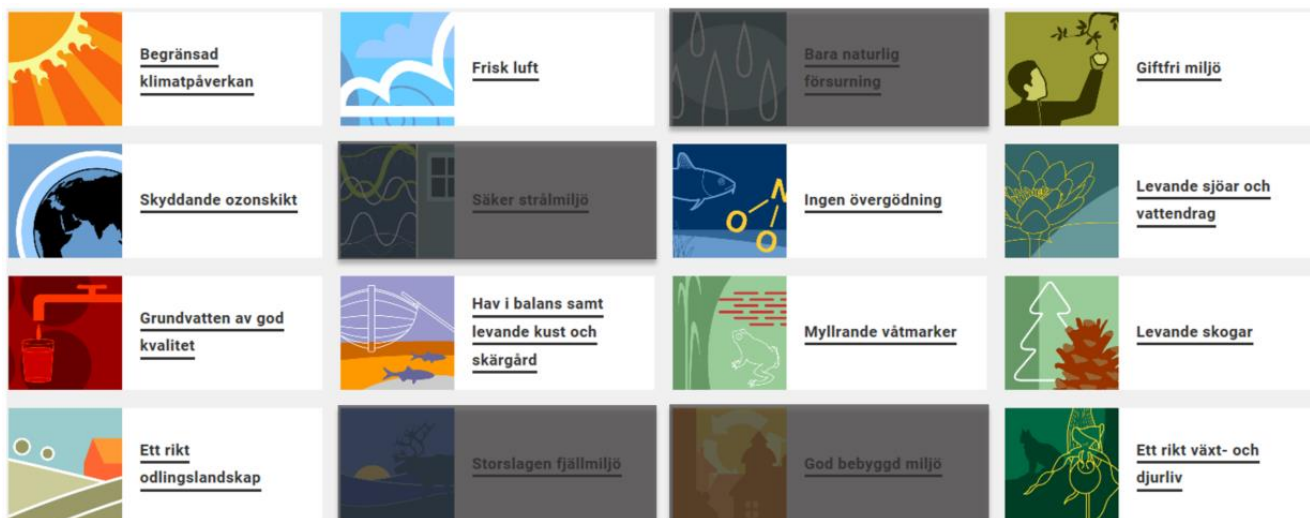 Begränsad
klimatpåverkan
Frisk luft
Bara naturlig
försurning
Giftfri miljö
Skyddande ozonskikt
Säker strålmiljö
Ingen övergödning
Levande sjöar och
vattendrag
Grundvatten av god
kvalitet
Hav i balans samt
levande kust och
skärgård
Myllrande våtmarker
Levande skogar
Ett rikt
odlingslandskap
Storslagen fjällmiljö
God bebyggd miljö
Ett rikt växt- och
djurliv